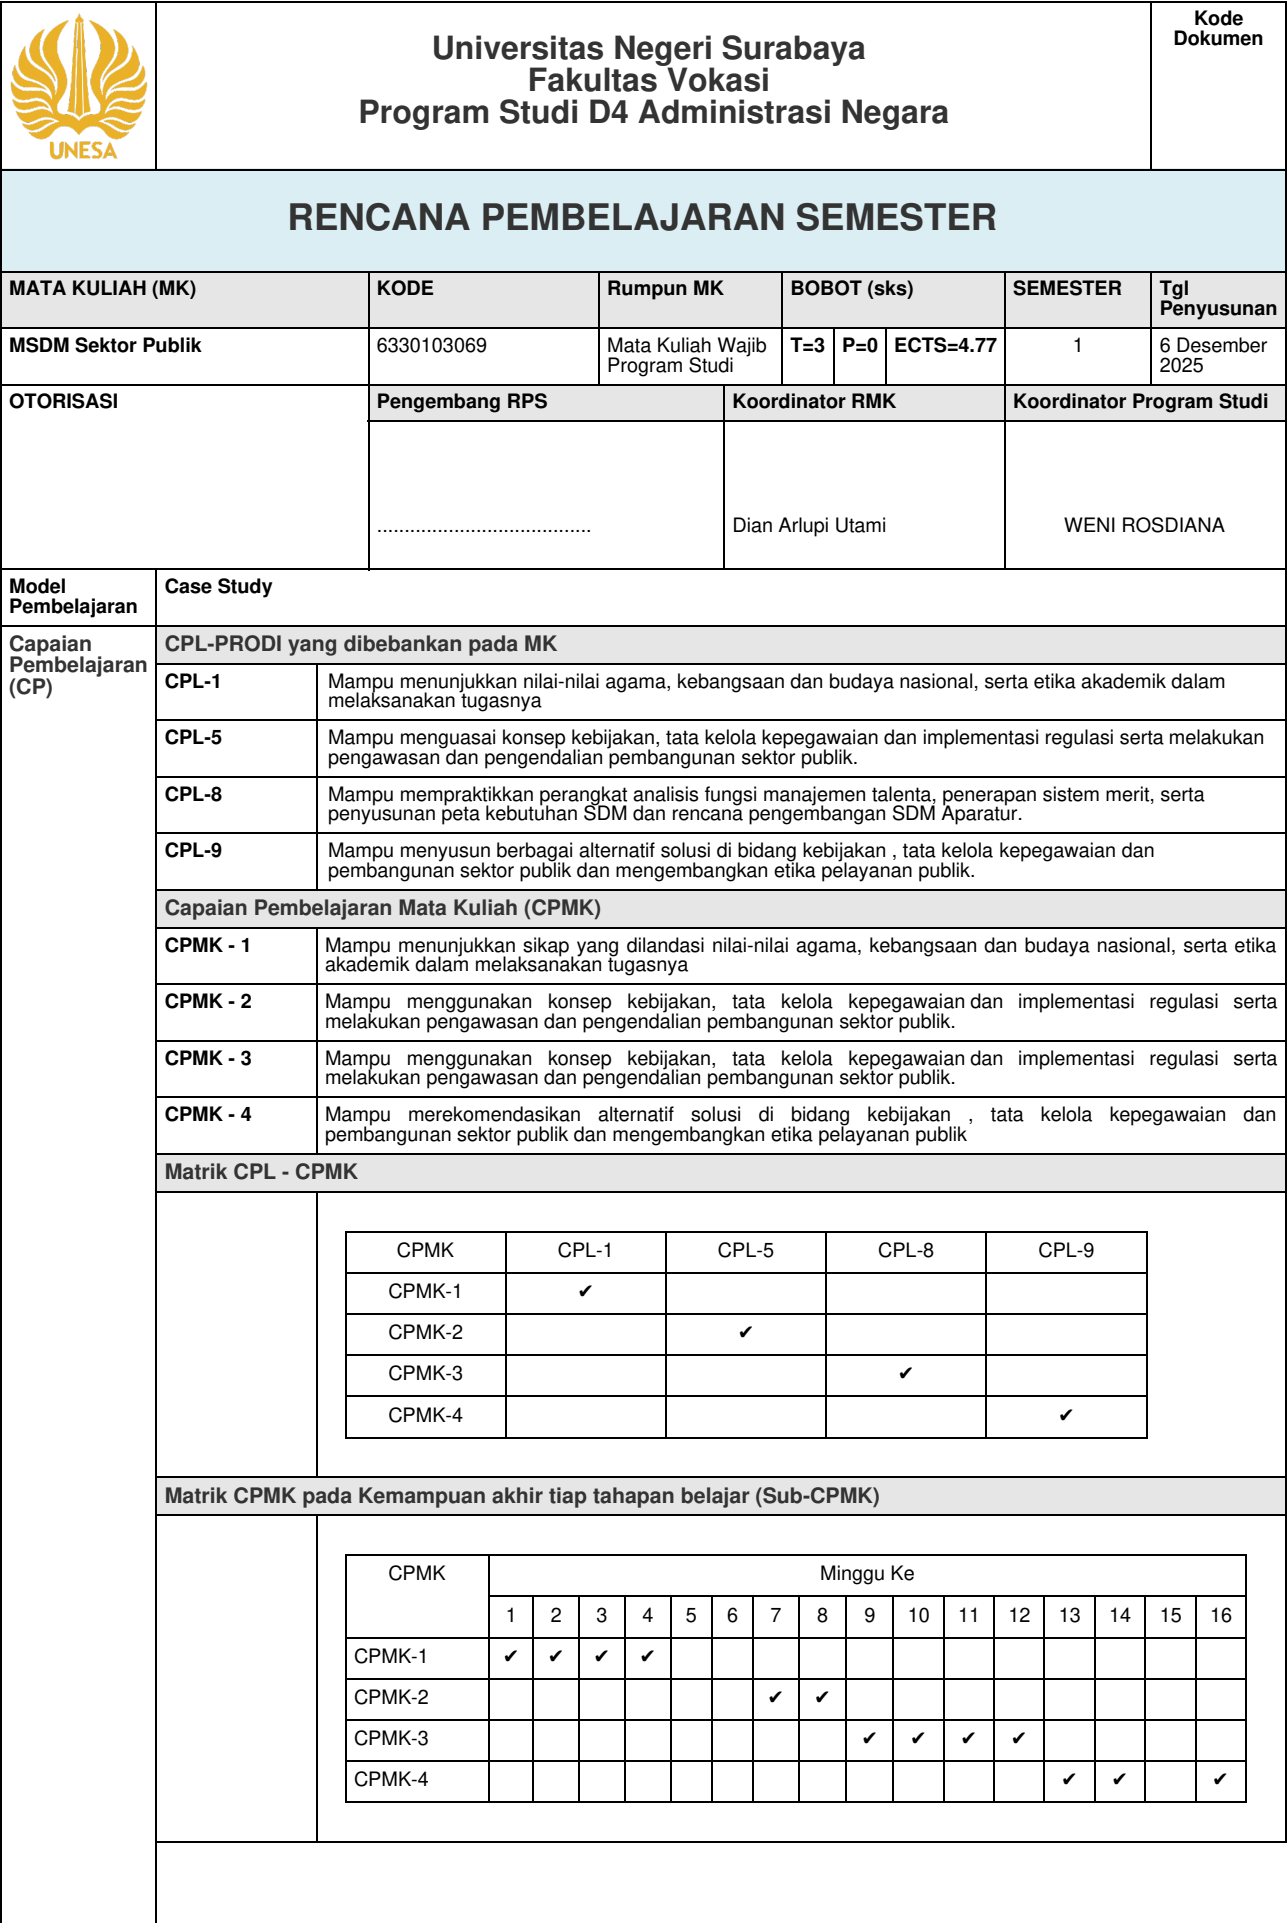 UNESA
Universitas Negeri Surabaya
Fakultas Vokasi
Program Studi D4 Administrasi Negara
Kode
Dokumen
RENCANA PEMBELAJARAN SEMESTER
MATA KULIAH (MK) KODE Rumpun MK BOBOT (sks) SEMESTER Tgl
Penyusunan
MSDM Sektor Publik 6330103069 Mata Kuliah Wajib
Program Studi T=3 P=0 ECTS=4.77 1 6 Desember
2025
OTORISASI Pengembang RPS Koordinator RMK Koordinator Program Studi
....................................... Dian Arlupi Utami WENI ROSDIANA
Model
Pembelajaran
Case Study
Capaian
Pembelajaran
(CP)
CPL-PRODI yang dibebankan pada MK
CPL-1 Mampu menunjukkan nilai-nilai agama, kebangsaan dan budaya nasional, serta etika akademik dalam
melaksanakan tugasnya
CPL-5 Mampu menguasai konsep kebijakan, tata kelola kepegawaian dan implementasi regulasi serta melakukan
pengawasan dan pengendalian pembangunan sektor publik.
CPL-8 Mampu mempraktikkan perangkat analisis fungsi manajemen talenta, penerapan sistem merit, serta
penyusunan peta kebutuhan SDM dan rencana pengembangan SDM Aparatur.
CPL-9 Mampu menyusun berbagai alternatif solusi di bidang kebijakan , tata kelola kepegawaian dan
pembangunan sektor publik dan mengembangkan etika pelayanan publik.
Capaian Pembelajaran Mata Kuliah (CPMK)
CPMK - 1 Mampu menunjukkan sikap yang dilandasi nilai-nilai agama, kebangsaan dan budaya nasional, serta etika
akademik dalam melaksanakan tugasnya
CPMK - 2 Mampu menggunakan konsep kebijakan, tata kelola kepegawaian dan implementasi regulasi serta
melakukan pengawasan dan pengendalian pembangunan sektor publik.
CPMK - 3 Mampu menggunakan konsep kebijakan, tata kelola kepegawaian dan implementasi regulasi serta
melakukan pengawasan dan pengendalian pembangunan sektor publik.
CPMK - 4 Mampu merekomendasikan alternatif solusi di bidang kebijakan , tata kelola kepegawaian dan
pembangunan sektor publik dan mengembangkan etika pelayanan publik
Matrik CPL - CPMK
CPMK CPL-1 CPL-5 CPL-8 CPL-9
CPMK-1 ✔
CPMK-2 ✔
CPMK-3 ✔
CPMK-4 ✔
Matrik CPMK pada Kemampuan akhir tiap tahapan belajar (Sub-CPMK)
CPMK Minggu Ke
1 2 3 4 5 6 7 8 9 10 11 12 13 14 15 16
CPMK-1 ✔ ✔ ✔ ✔
CPMK-2 ✔ ✔
CPMK-3 ✔ ✔ ✔ ✔
CPMK-4 ✔ ✔ ✔